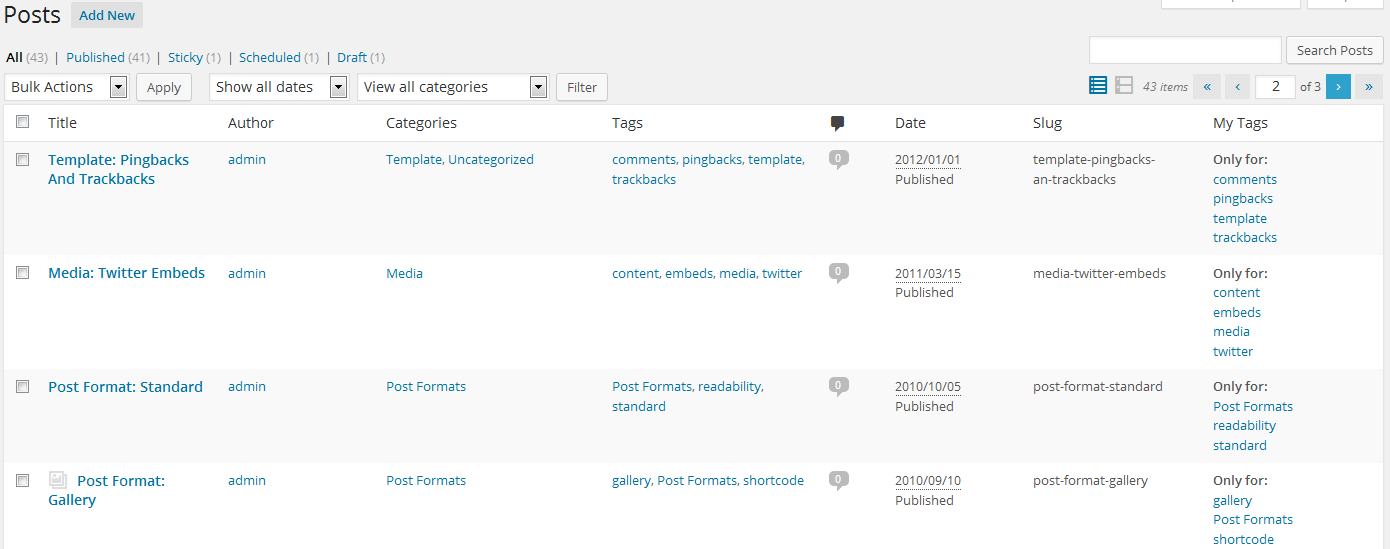 Posts Add New
All (43) | Published (41) | Sticky (1) | Scheduled (1) | Draft (1)
Search Posts
Bulk Actions Apply Show all dates View all categories Filter 43 items « ‹ 2 of 3 › »
Title Author Categories Tags Date Slug My Tags
Template: Pingbacks And Trackbacks
admin
Template, Uncategorized
comments, pingbacks, template,
trackbacks
0
2012/01/01
Published
template-pingbacks-
an-trackbacks
Only for:
comments
pingbacks
template
trackbacks
Media: Twitter Embeds
admin
Media
content, embeds, media, twitter
0
2011/03/15
Published
media-twitter-embeds
Only for:
content
embeds
media
twitter
Post Format: Standard
admin
Post Formats
Post Formats, readability,
standard
0
2010/10/05
Published
post-format-standard
Only for:
Post Formats
readability
standard
Post Format:
Gallery
admin
Post Formats
gallery, Post Formats, shortcode
0
2010/09/10
Published
post-format-gallery
Only for:
gallery
Post Formats
shortcode